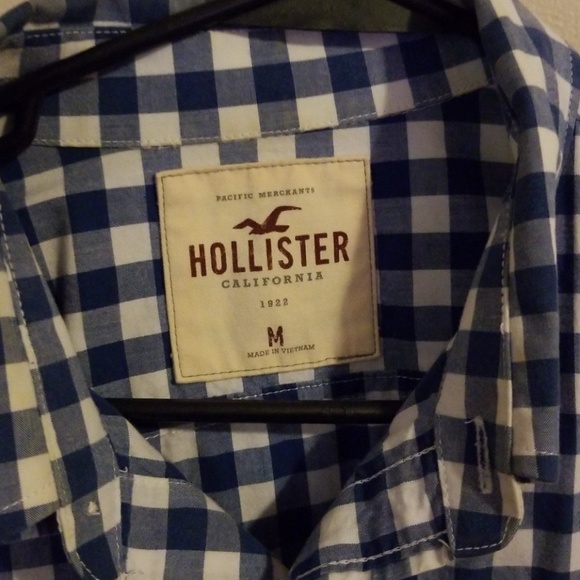 PACIFIC MERCHANTS
HOLLISTER
CALIFORNIA
1922
M
MADE IN VIETNAM